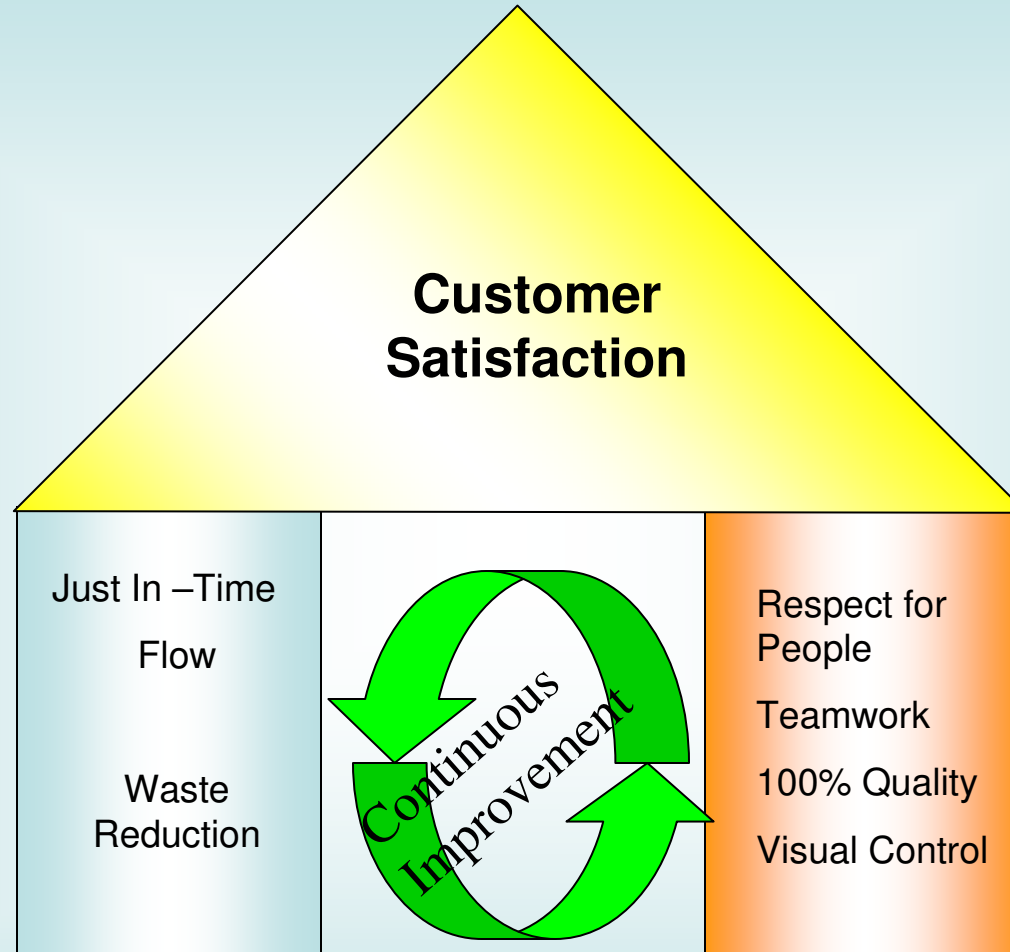 Customer
Satisfaction
Just In –Time
Flow
Waste
Reduction
Continuous
Improvement
Respect for
People
Teamwork
100% Quality
Visual Control